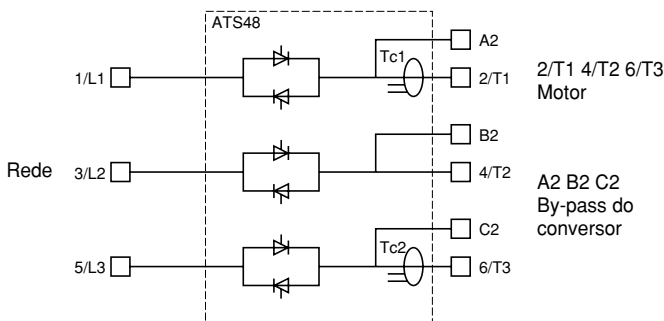 ATS48
A2
Tc1
1/L1
2/T1
2/T1 4/T2 6/T3
Motor
B2
Rede
3/L2
4/T2
A2 B2 C2
By-pass do
conversor
C2
Tc2
5/L3
6/T3